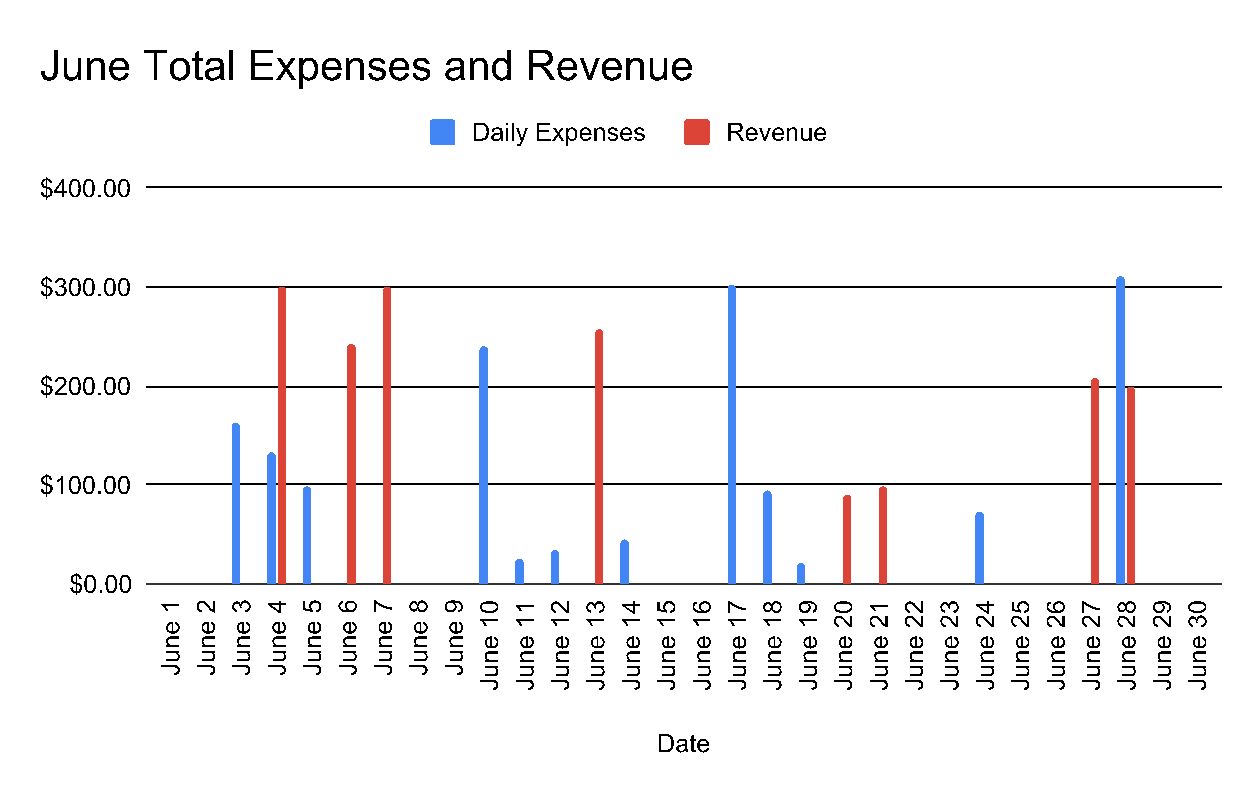 June Total Expenses and Revenue
Daily Expenses
Revenue
$400.00
$300.00
$200.00
$100.00
$0.00
June 1
June 2
June 3
June 4
June 5
June 6
June 7
June 8
June 9
June 10
June 11
June 12
June 13
June 14
June 15
June 16
June 17
June 18
June 19
June 20
June 21
June 22
June 23
June 24
June 25
June 26
June 27
June 28
June 29
June 30
Date